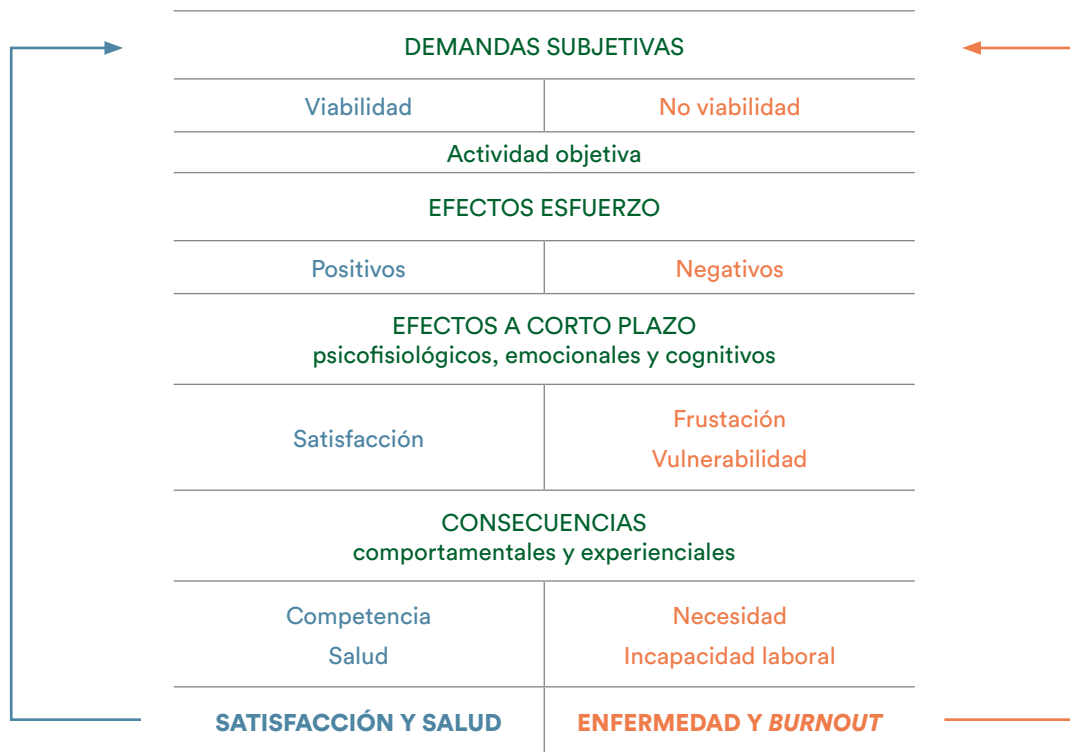 DEMANDAS SUBJETIVAS
Viabilidad
No viabilidad
Actividad objetiva
EFECTOS ESFUERZO
Positivos
Negativos
EFECTOS A CORTO PLAZO
psicofisiológicos, emocionales y cognitivos
Satisfacción
Frustación
Vulnerabilidad
CONSECUENCIAS
comportamentales y experienciales
Competencia
Salud
Necesidad
Incapacidad laboral
SATISFACCIÓN Y SALUD
ENFERMEDAD Y BURNOUT